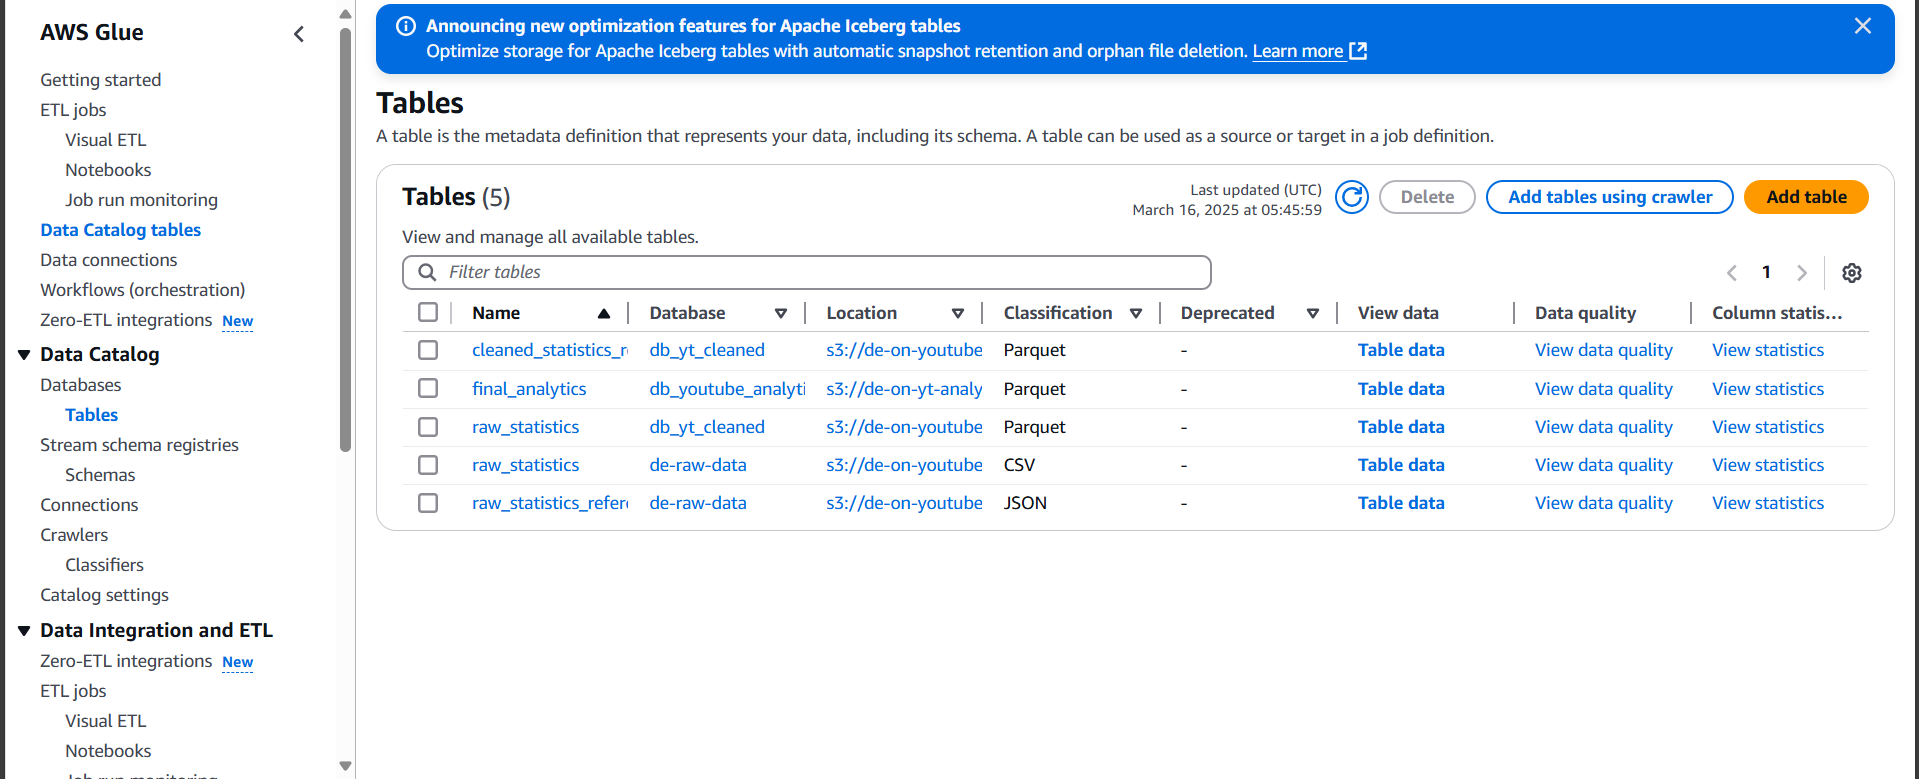 AWS Glue
Getting started
ETL jobs
Visual ETL
Notebooks
Job run monitoring
Data Catalog tables
Data connections
Workflows (orchestration)
Zero-ETL integrations New
Data Catalog
Databases
Tables
Stream schema registries
Schemas
Connections
Crawlers
Classifiers
Catalog settings
Data Integration and ETL
Zero-ETL integrations New
ETL jobs
Visual ETL
Notebooks
Job run monitoring
Announcing new optimization features for Apache Iceberg tables
Optimize storage for Apache Iceberg tables with automatic snapshot retention and orphan file deletion. Learn more
Tables
A table is the metadata definition that represents your data, including its schema. A table can be used as a source or target in a job definition.
Tables (5)
Last updated (UTC)
March 16, 2025 at 05:45:59
Delete
Add tables using crawler
Add table
View and manage all available tables.
Filter tables
1
Name Database Location Classification Deprecated View data Data quality Column statis...
cleaned_statistics_r db_yt_cleaned s3://de-on-youtube Parquet - Table data View data quality View statistics
final_analytics db_youtube_analyti s3://de-on-yt-analy Parquet - Table data View data quality View statistics
raw_statistics db_yt_cleaned s3://de-on-youtube Parquet - Table data View data quality View statistics
raw_statistics de-raw-data s3://de-on-youtube CSV - Table data View data quality View statistics
raw_statistics_refer de-raw-data s3://de-on-youtube JSON - Table data View data quality View statistics